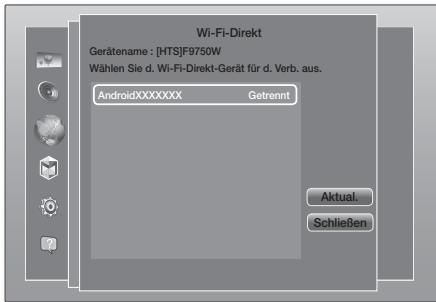 Wi-Fi-Direkt
Gerätename : [HTS]F9750W
Wählen Sie d. Wi-Fi-Direkt-Gerät für d. Verb. aus.
AndroidXXXXXXX Getrennt
Aktual.
Schließen
?